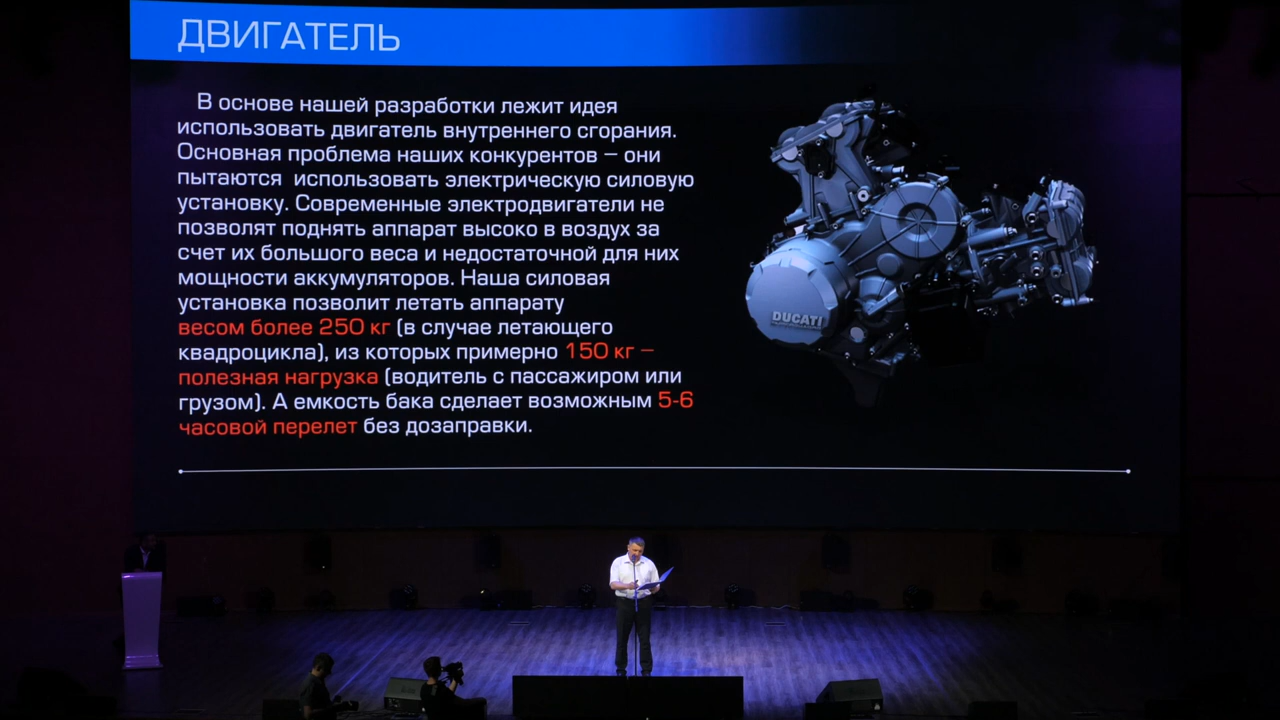 ДВИГАТЕЛЬ
В основе нашей разработки лежит идея
использовать двигатель внутреннего сгорания.
Основная проблема наших конкурентов – они
пытаются использовать электрическую силовую
установку. Современные электродвигатели не
позволят поднять аппарат высоко в воздух за
счет их большого веса и недостаточной для них
мощности аккумуляторов. Наша силовая
установка позволит летать аппарату
весом более 250 кг (в случае летающего
квадроцикла), из которых примерно 150 кг –
полезная нагрузка (водитель с пассажиром или
грузом). А емкость бака сделает возможным 5-6
часовой перелет без дозаправки.
DUCATI